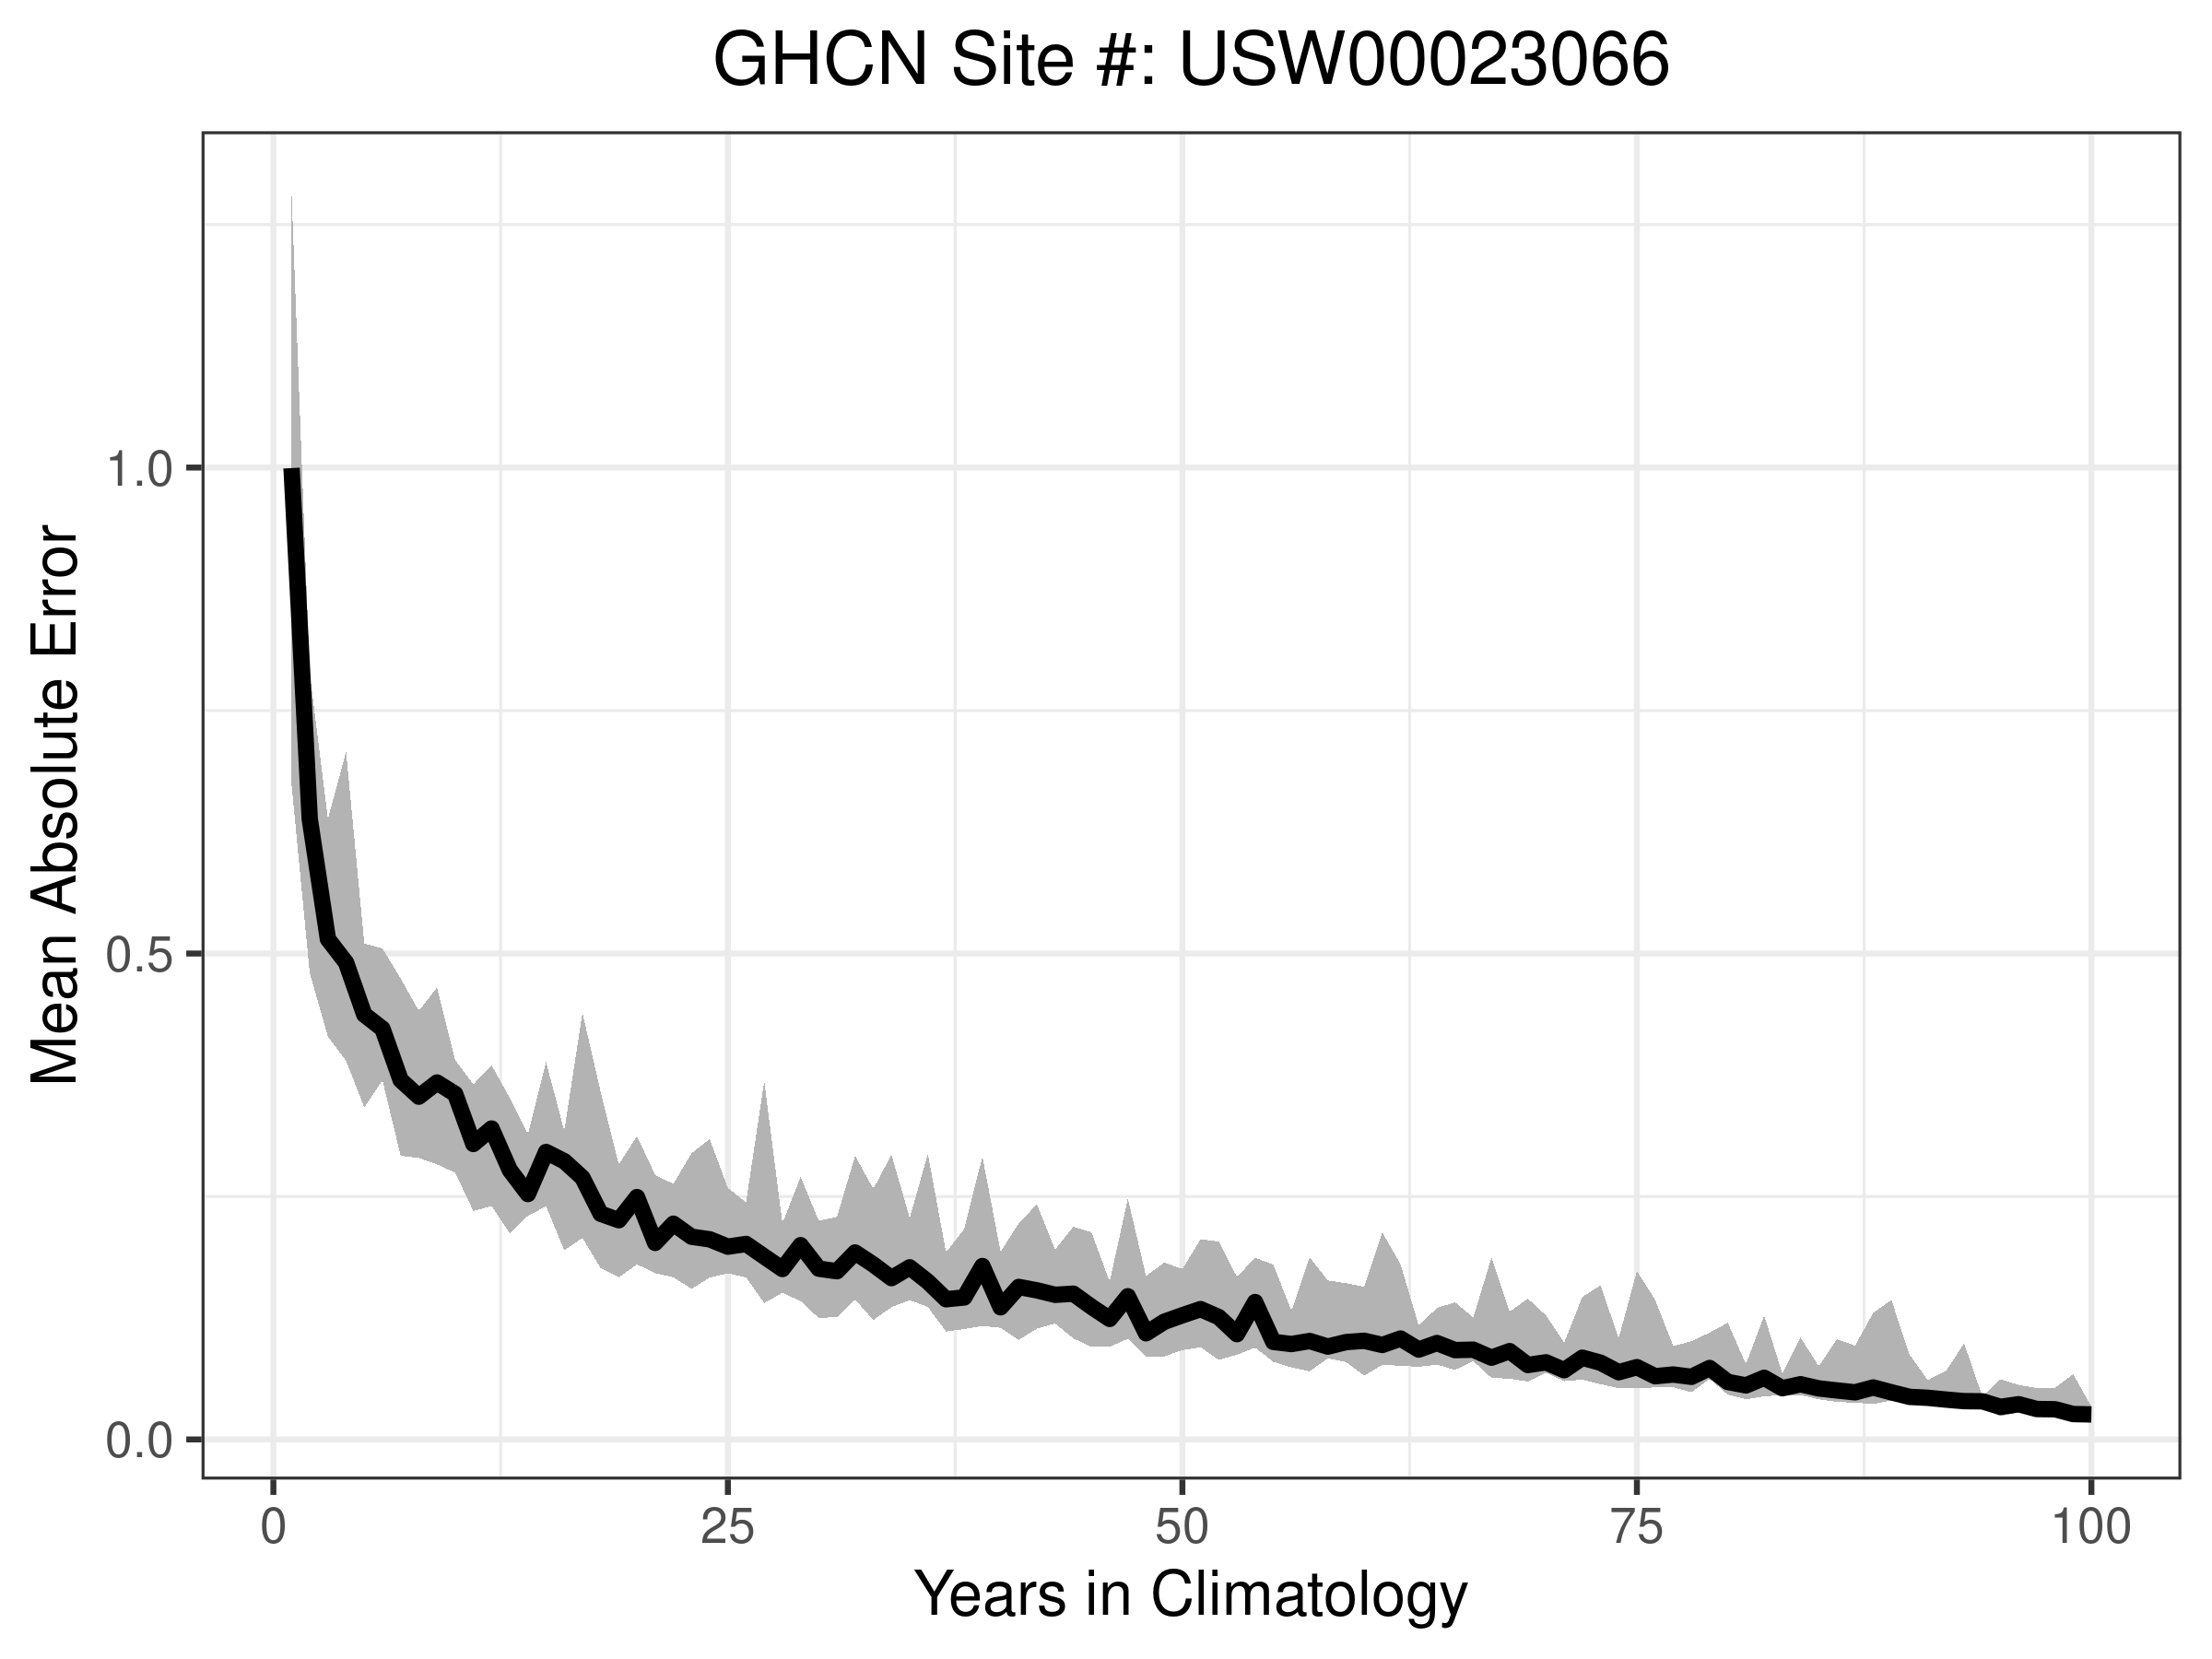 GHCN Site #: USW00023066
Mean Absolute Error
1.0
0.5
0.0
0 25 50 75 100
Years in Climatology